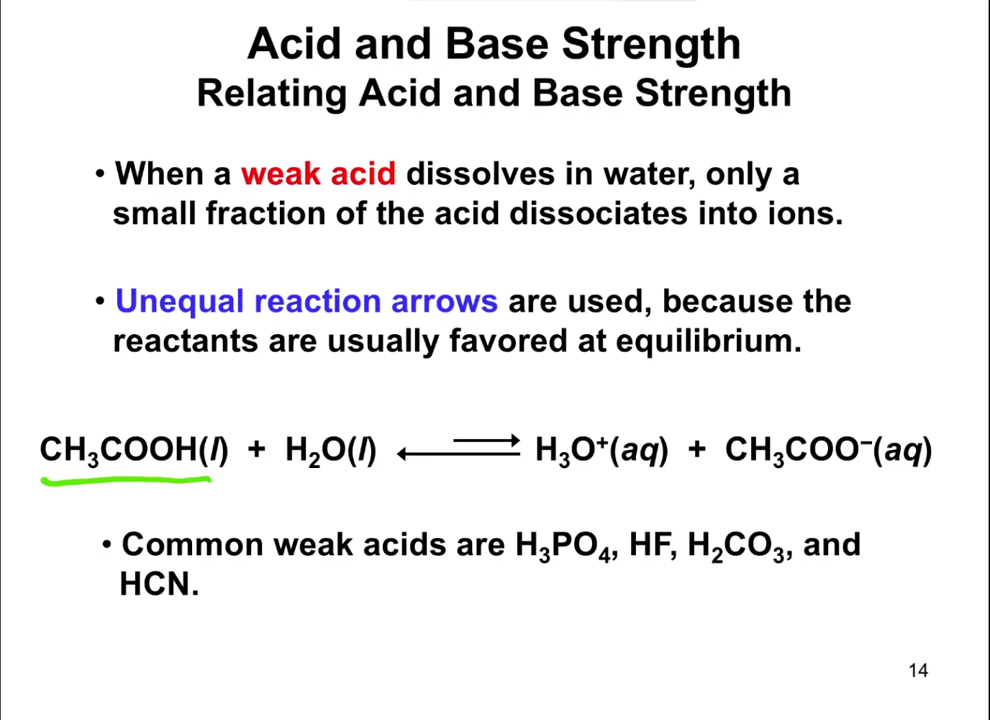 Acid and Base Strength
Relating Acid and Base Strength
• When a weak acid dissolves in water, only a
small fraction of the acid dissociates into ions.
• Unequal reaction arrows are used, because the
reactants are usually favored at equilibrium.
CH₃COOH(l) + H₂O(l) ⇌ H₃O⁺(aq) + CH₃COO⁻(aq)
• Common weak acids are H₃PO₄, HF, H₂CO₃, and
HCN.
14